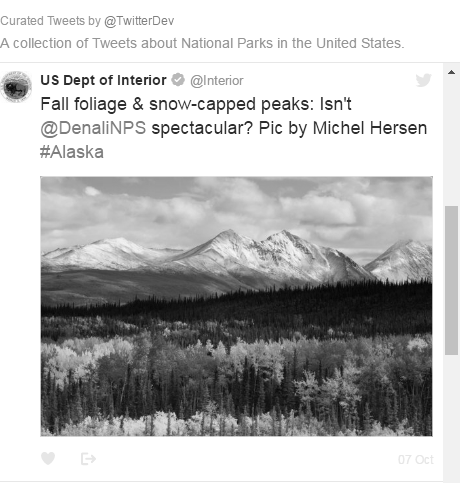 Curated Tweets by @TwitterDev
A collection of Tweets about National Parks in the United States.
US Dept of Interior @Interior
Fall foliage & snow-capped peaks: Isn't
@DenaliNPS spectacular? Pic by Michel Hersen
#Alaska
07 Oct